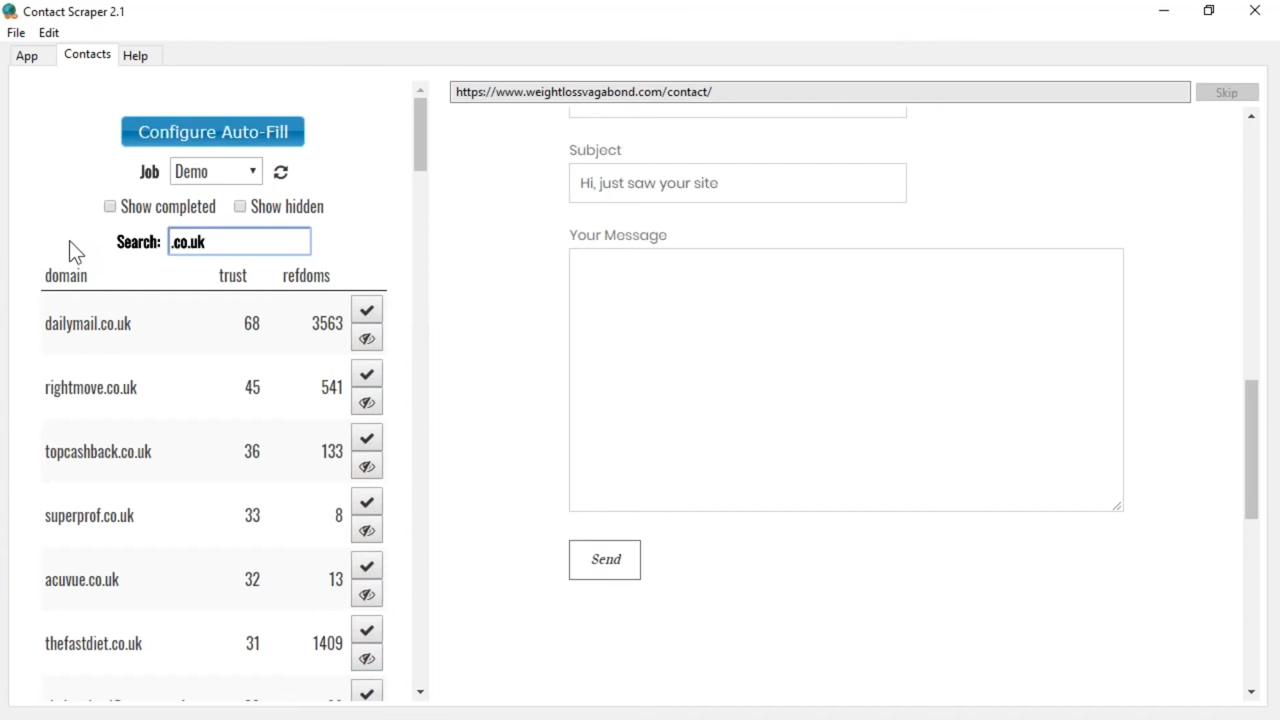 Contact Scraper 2.1
File Edit
App Contacts Help
https://www.weightlossvagabond.com/contact/ Skip
Configure Auto-Fill
Job Demo
Show completed Show hidden
Search: .co.uk
domain trust refdoms
dailymail.co.uk 68 3563
rightmove.co.uk 45 541
topcashback.co.uk 36 133
superprof.co.uk 33 8
acuvue.co.uk 32 13
thefastdiet.co.uk 31 1409
Subject
Hi, just saw your site
Your Message
Send